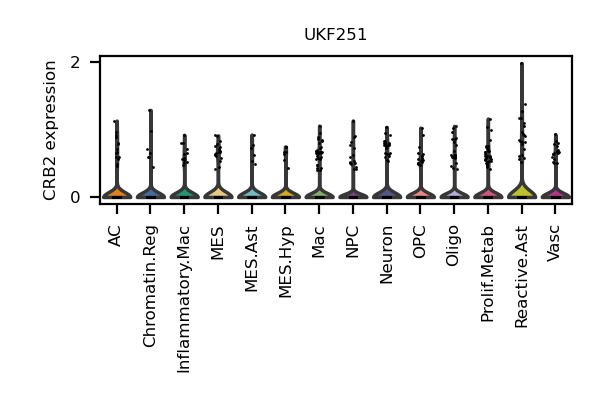 UKF251
CRB2 expression
2
0
AC
Chromatin.Reg
Inflammatory.Mac
MES
MES.Ast
MES.Hyp
Mac
NPC
Neuron
OPC
Oligo
Prolif.Metab
Reactive.Ast
Vasc